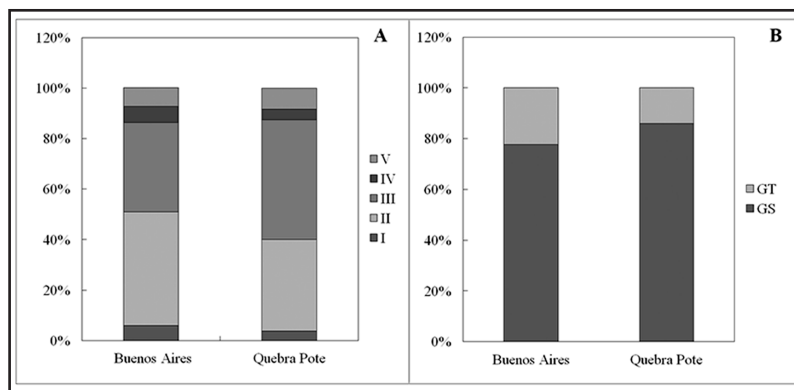 A
120%
100%
80%
60%
40%
20%
0%
Buenos Aires
Quebra Pote
V
IV
III
II
I
B
120%
100%
80%
60%
40%
20%
0%
Buenos Aires
Quebra Pote
GT
GS